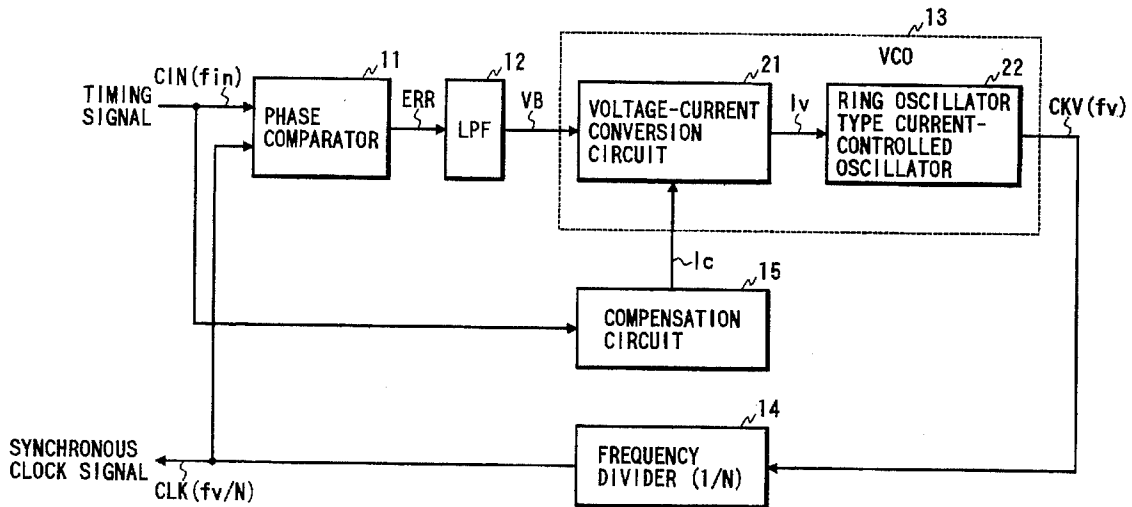 13
VCO
11
12
21
22
CIN(fin)
TIMING
SIGNAL
PHASE
COMPARATOR
ERR
LPF
VB
VOLTAGE-CURRENT
CONVERSION
CIRCUIT
Iv
RING OSCILLATOR
TYPE CURRENT-
CONTROLLED
OSCILLATOR
CKV(fv)
Ic
15
COMPENSATION
CIRCUIT
14
FREQUENCY
DIVIDER (1/N)
SYNCHRONOUS
CLOCK SIGNAL
CLK(fv/N)